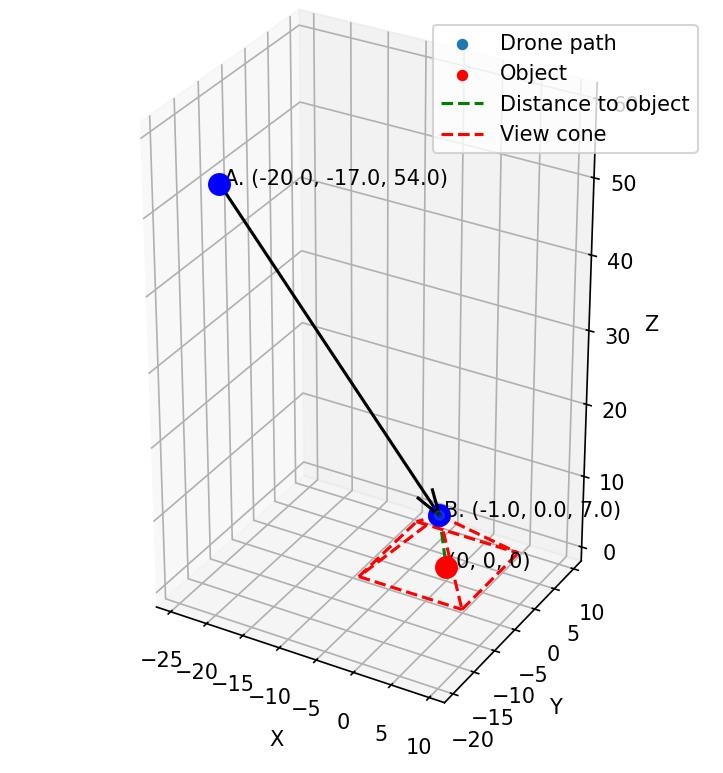 Drone path
Object
Distance to object
View cone
A. (-20.0, -17.0, 54.0)
B. (-1.0, 0.0, 7.0)
(0, 0, 0)
60
50
40
30
20
10
0
Z
−25
−20
−15
−10
−5
0
5
10
X
−20
−15
−10
−5
0
5
10
Y